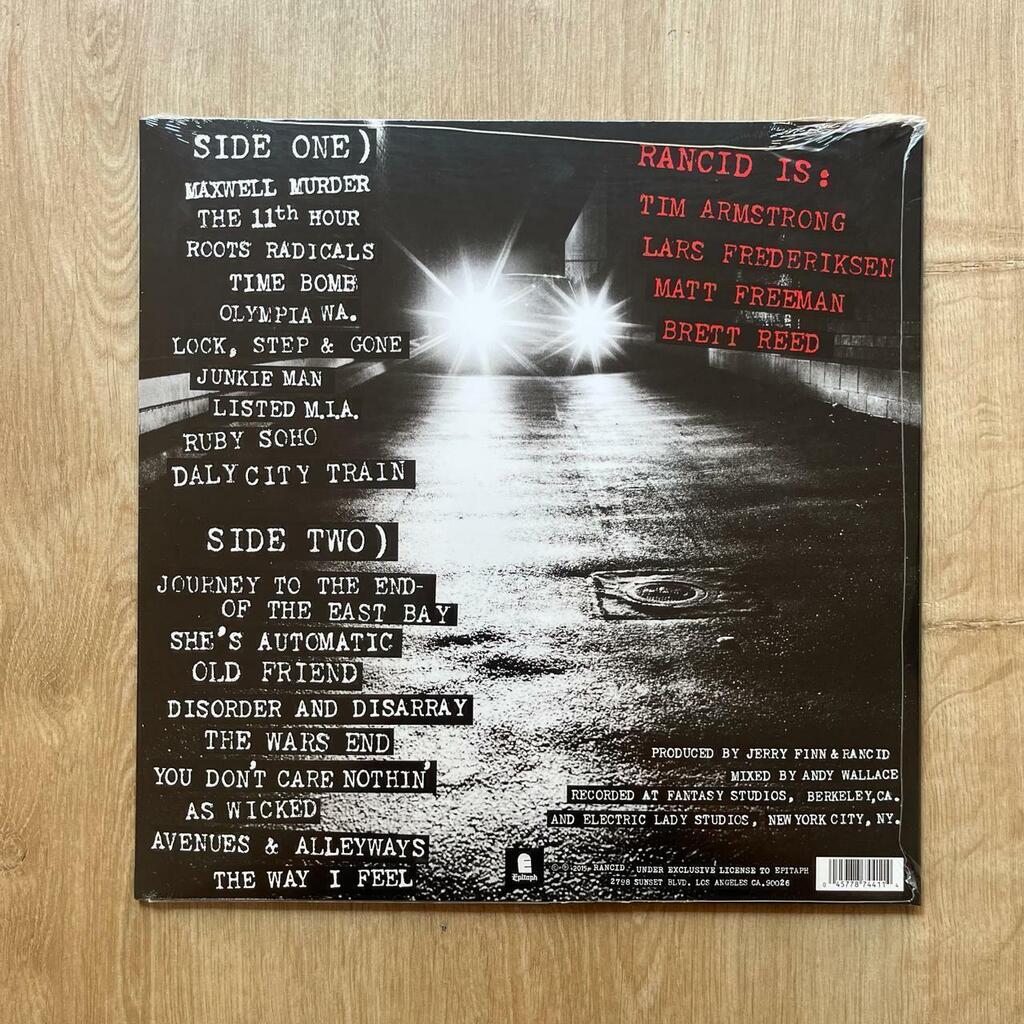 SIDE ONE)
MAXWELL MURDER
THE 11th HOUR
ROOTS RADICALS
TIME BOMB
OLYMPIA WA.
LOCK, STEP & GONE
JUNKIE MAN
LISTED M.I.A.
RUBY SOHO
DALY CITY TRAIN
SIDE TWO)
JOURNEY TO THE END-
OF THE EAST BAY
SHE'S AUTOMATIC
OLD FRIEND
DISORDER AND DISARRAY
THE WARS END
YOU DON'T CARE NOTHIN'
AS WICKED
AVENUES & ALLEYWAYS
THE WAY I FEEL
RANCID IS:
TIM ARMSTRONG
LARS FREDERIKSEN
MATT FREEMAN
BRETT REED
PRODUCED BY JERRY FINN & RANCID
MIXED BY ANDY WALLACE
RECORDED AT FANTASY STUDIOS, BERKELEY, CA.
AND ELECTRIC LADY STUDIOS, NEW YORK CITY, NY.
Epitaph
℗ © 2015 RANCID. UNDER EXCLUSIVE LICENSE TO EPITAPH
2798 SUNSET BLVD. LOS ANGELES CA. 90026
0 45778 74411 4